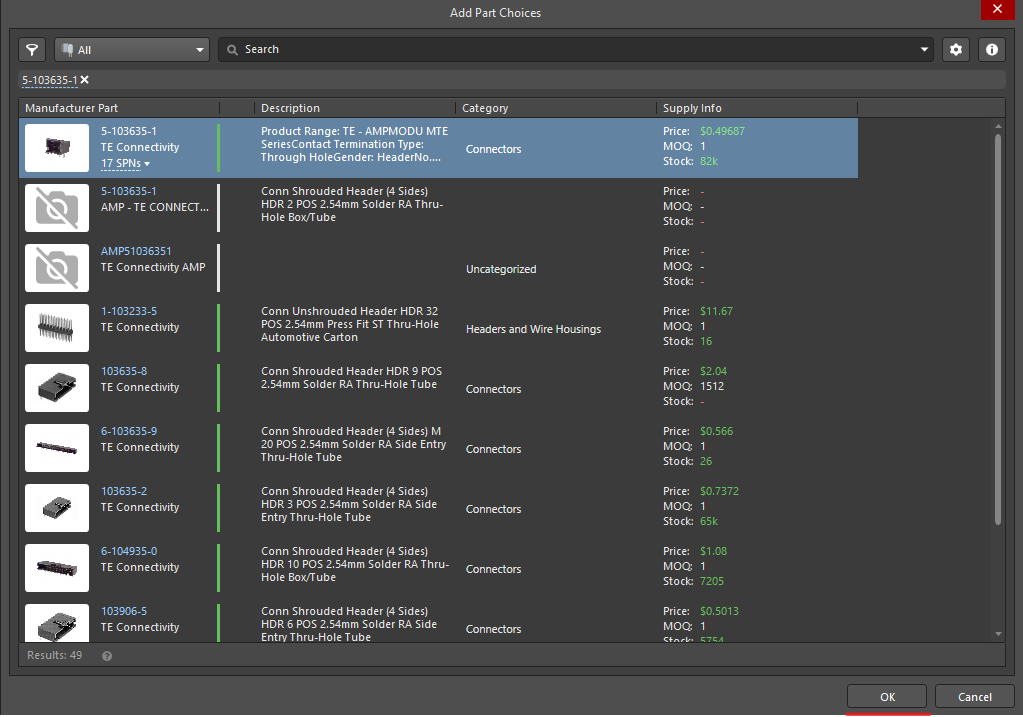 Add Part Choices
All
Search
5-103635-1
Manufacturer Part Description Category Supply Info
5-103635-1
TE Connectivity
17 SPNs
Product Range: TE - AMPMODU MTE
SeriesContact Termination Type:
Through HoleGender: HeaderNo....
Connectors
Price: $0.49687
MOQ: 1
Stock: 82k
5-103635-1
AMP - TE CONNECT...
Conn Shrouded Header (4 Sides)
HDR 2 POS 2.54mm Solder RA Thru-
Hole Box/Tube
Price: -
MOQ: -
Stock: -
AMP51036351
TE Connectivity AMP
Uncategorized
Price: -
MOQ: -
Stock: -
1-103233-5
TE Connectivity
Conn Unshrouded Header HDR 32
POS 2.54mm Press Fit ST Thru-Hole
Automotive Carton
Headers and Wire Housings
Price: $11.67
MOQ: 1
Stock: 16
103635-8
TE Connectivity
Conn Shrouded Header HDR 9 POS
2.54mm Solder RA Thru-Hole Tube
Connectors
Price: $2.04
MOQ: 1512
Stock: -
6-103635-9
TE Connectivity
Conn Shrouded Header (4 Sides) M
20 POS 2.54mm Solder RA Side Entry
Thru-Hole Tube
Connectors
Price: $0.566
MOQ: 1
Stock: 26
103635-2
TE Connectivity
Conn Shrouded Header (4 Sides)
HDR 3 POS 2.54mm Solder RA Side
Entry Thru-Hole Tube
Connectors
Price: $0.7372
MOQ: 1
Stock: 65k
6-104935-0
TE Connectivity
Conn Shrouded Header (4 Sides)
HDR 10 POS 2.54mm Solder RA Thru-
Hole Box/Tube
Connectors
Price: $1.08
MOQ: 1
Stock: 7205
103906-5
TE Connectivity
Conn Shrouded Header (4 Sides)
HDR 6 POS 2.54mm Solder RA Side
Entry Thru-Hole Tube
Connectors
Price: $0.5013
MOQ: 1
Stock: 5754
Results: 49
OK
Cancel